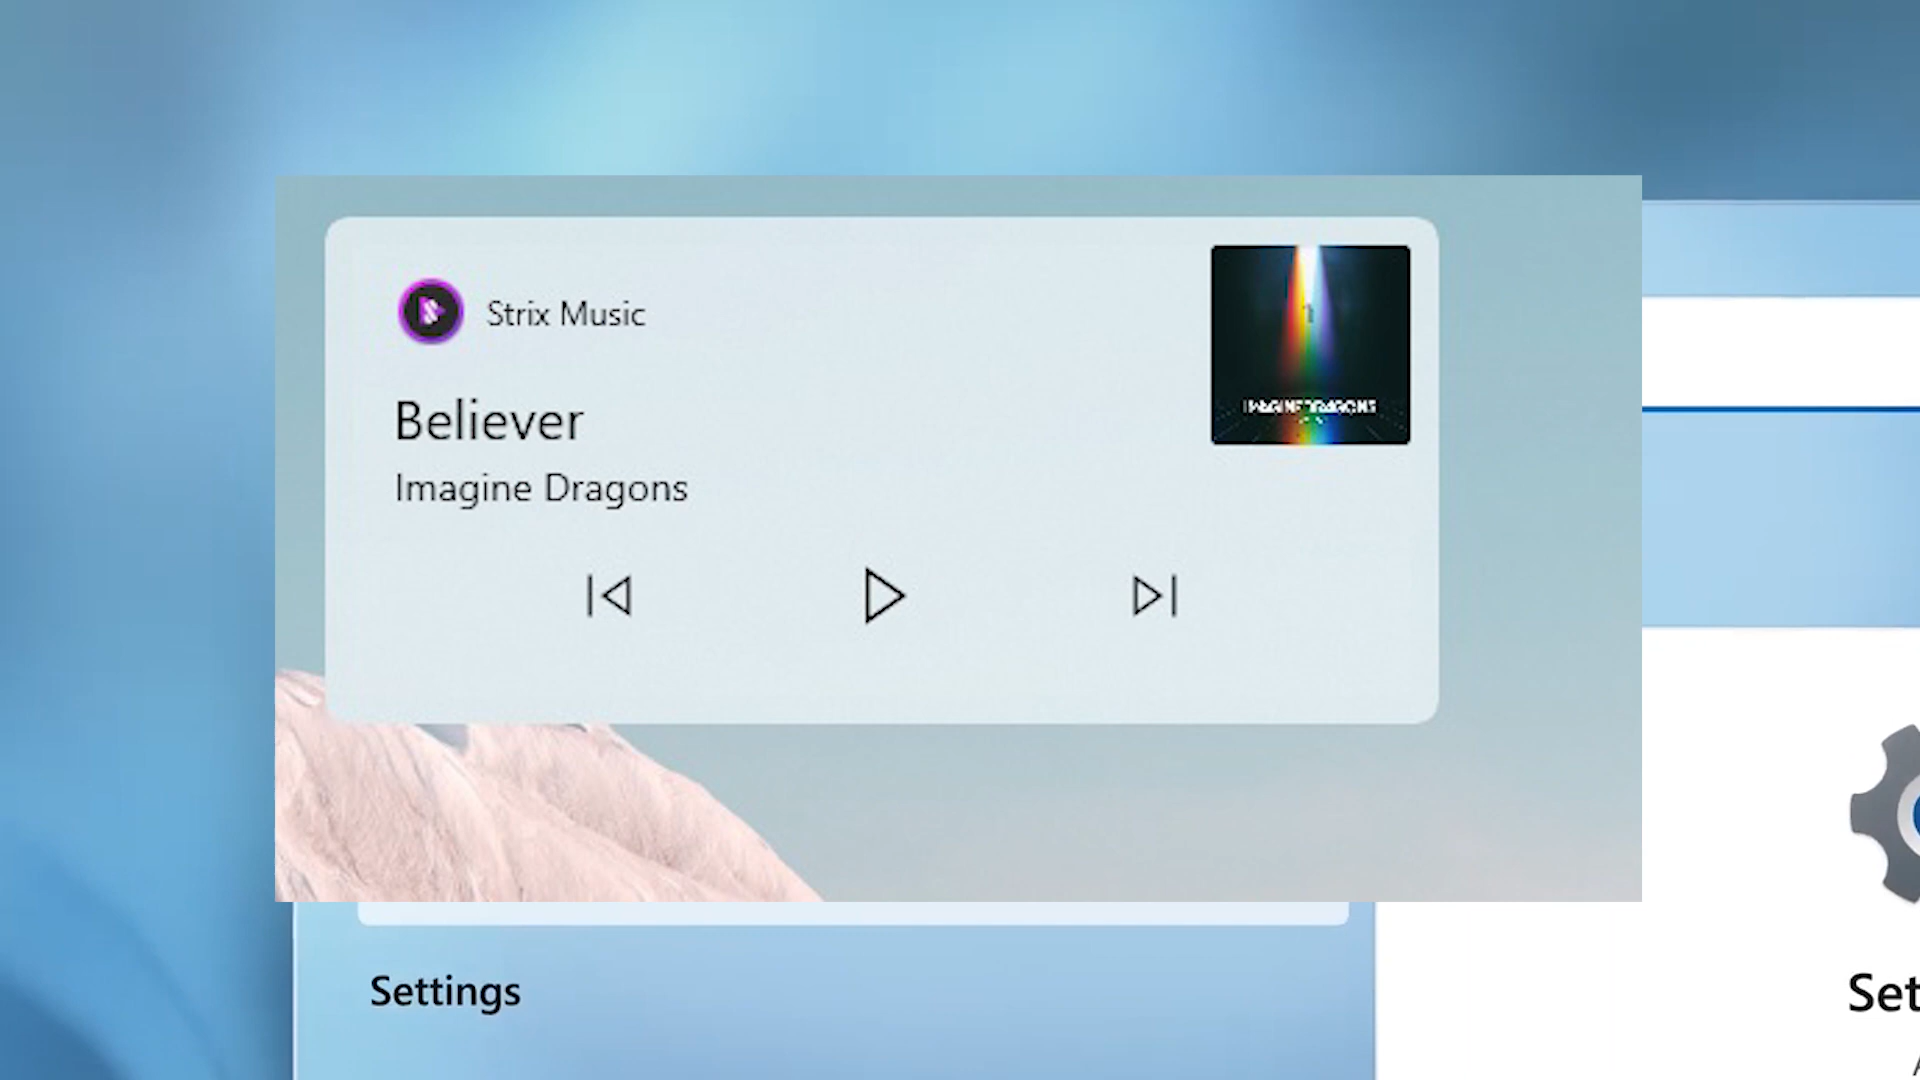 Strix Music
Believer
Imagine Dragons
IMAGINE DRAGONS
Settings
Set